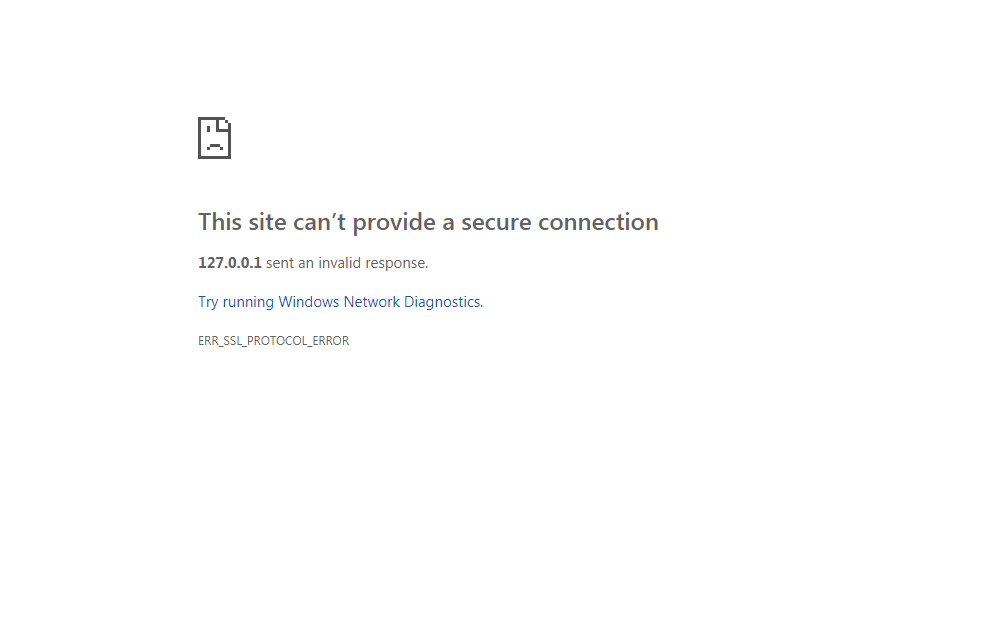 This site can’t provide a secure connection
127.0.0.1 sent an invalid response.
Try running Windows Network Diagnostics.
ERR_SSL_PROTOCOL_ERROR